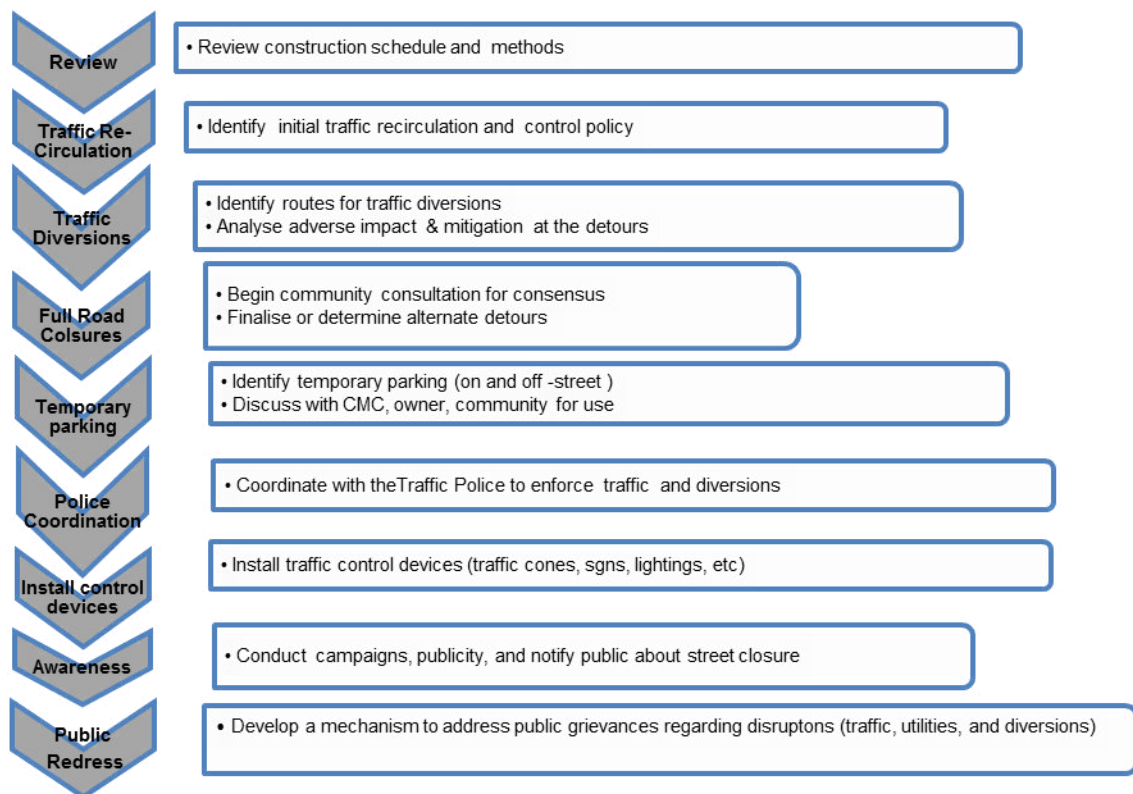 Review
• Review construction schedule and methods
Traffic Re-
Circulation
• Identify initial traffic recirculation and control policy
Traffic
Diversions
• Identify routes for traffic diversions
• Analyse adverse impact & mitigation at the detours
Full Road
Colsures
• Begin community consultation for consensus
• Finalise or determine alternate detours
Temporary
parking
• Identify temporary parking (on and off -street )
• Discuss with CMC, owner, community for use
Police
Coordination
• Coordinate with theTraffic Police to enforce traffic and diversions
Install control
devices
• Install traffic control devices (traffic cones, sgns, lightings, etc)
Awareness
• Conduct campaigns, publicity, and notify public about street closure
Public
Redress
• Develop a mechanism to address public grievances regarding disruptons (traffic, utilities, and diversions)